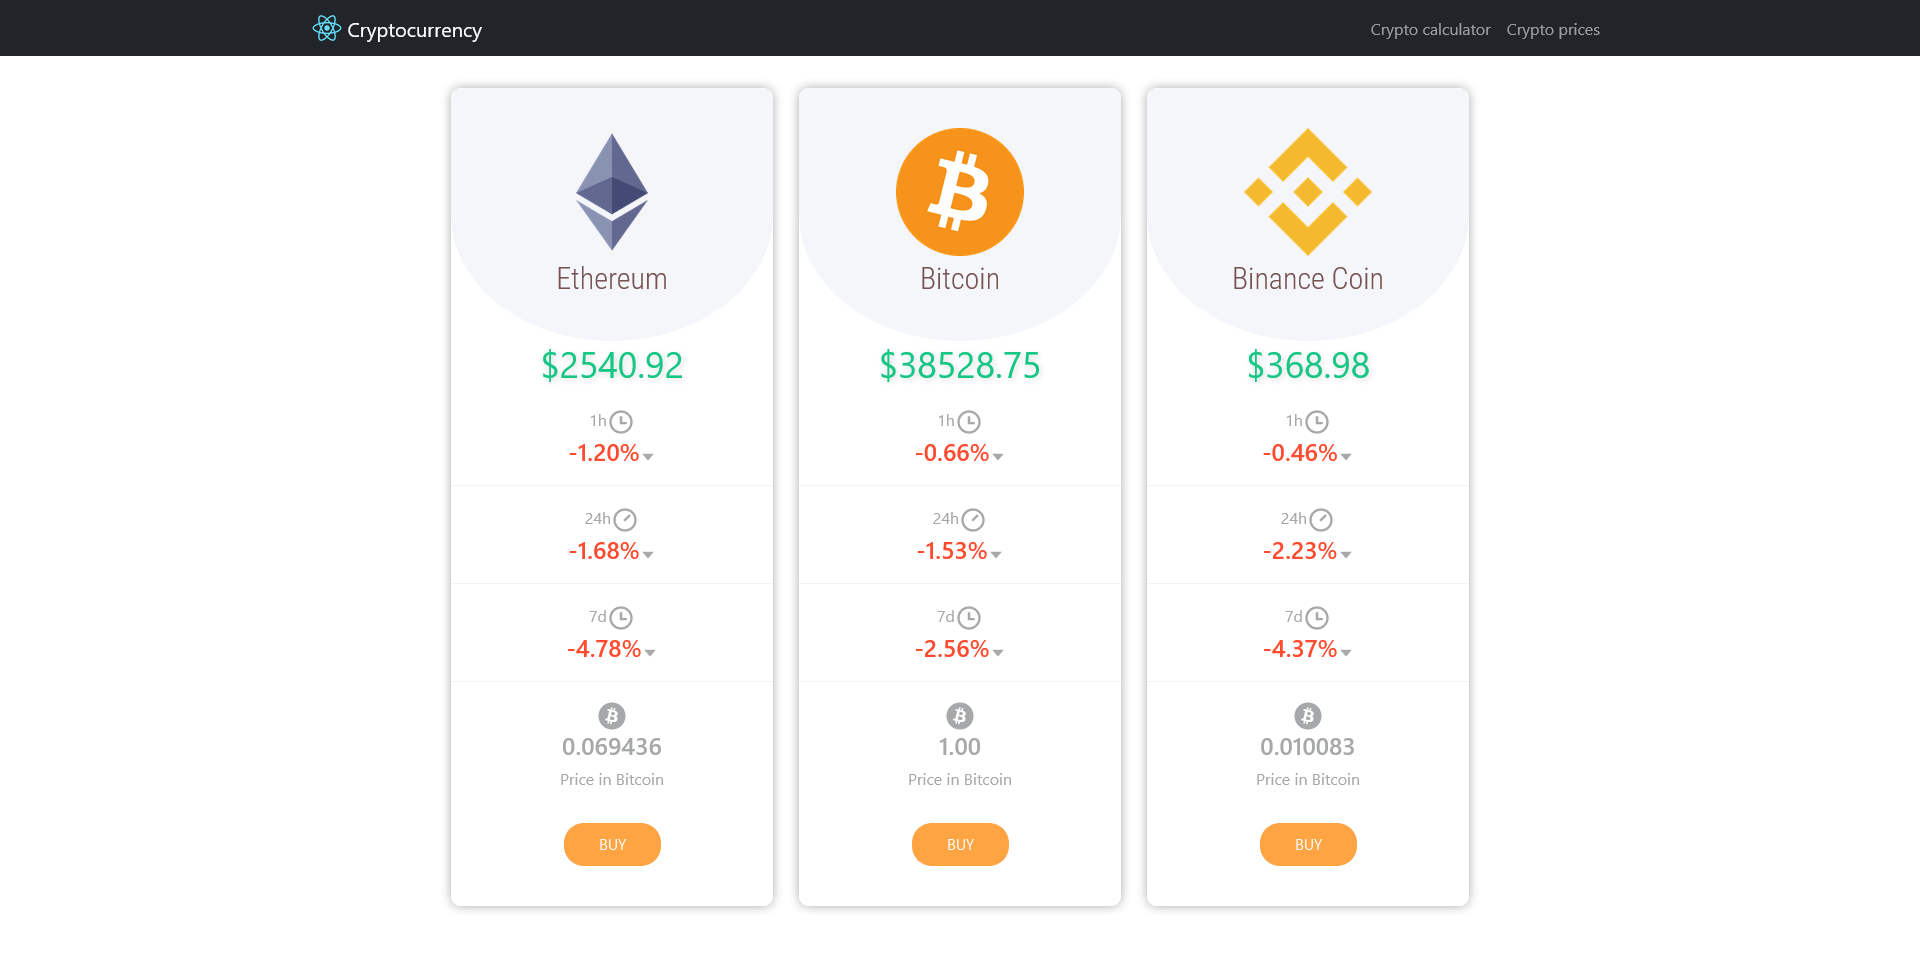 Cryptocurrency
Crypto calculator Crypto prices
Ethereum
$2540.92
1h
-1.20%
24h
-1.68%
7d
-4.78%
0.069436
Price in Bitcoin
BUY
Bitcoin
$38528.75
1h
-0.66%
24h
-1.53%
7d
-2.56%
1.00
Price in Bitcoin
BUY
Binance Coin
$368.98
1h
-0.46%
24h
-2.23%
7d
-4.37%
0.010083
Price in Bitcoin
BUY